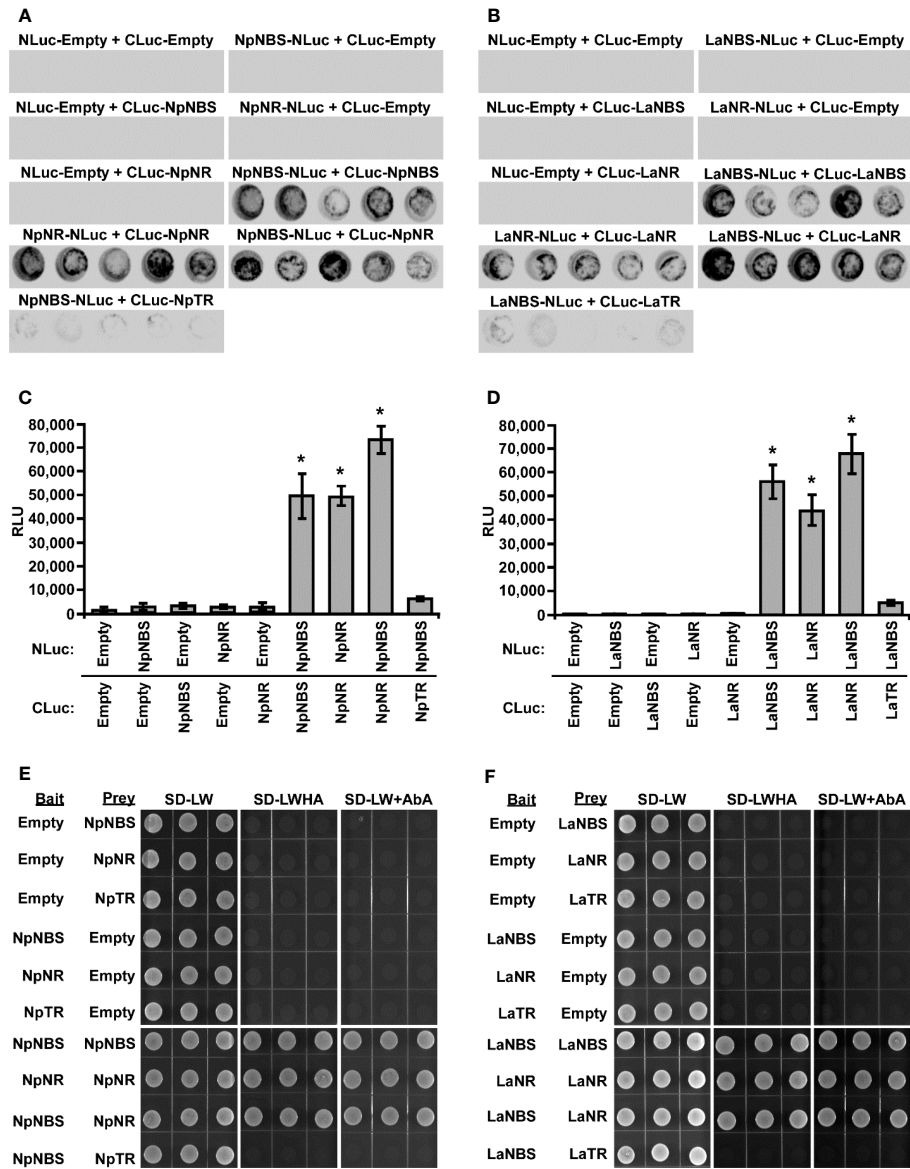 A
NLuc-Empty + CLuc-Empty
NpNBS-NLuc + CLuc-Empty
NLuc-Empty + CLuc-NpNBS
NpNR-NLuc + CLuc-Empty
NLuc-Empty + CLuc-NpNR
NpNBS-NLuc + CLuc-NpNBS
NpNR-NLuc + CLuc-NpNR
NpNBS-NLuc + CLuc-NpNR
NpNBS-NLuc + CLuc-NpTR
B
NLuc-Empty + CLuc-Empty
LaNBS-NLuc + CLuc-Empty
NLuc-Empty + CLuc-LaNBS
LaNR-NLuc + CLuc-Empty
NLuc-Empty + CLuc-LaNR
LaNBS-NLuc + CLuc-LaNBS
LaNR-NLuc + CLuc-LaNR
LaNBS-NLuc + CLuc-LaNR
LaNBS-NLuc + CLuc-LaTR
C
RLU
80,000
70,000
60,000
50,000
40,000
30,000
20,000
10,000
0
* * *
NLuc: Empty NpNBS Empty NpNR Empty NpNBS NpNR NpNBS NpNBS
CLuc: Empty Empty NpNBS Empty NpNR NpNBS NpNR NpNR NpTR
D
RLU
80,000
70,000
60,000
50,000
40,000
30,000
20,000
10,000
0
* * *
NLuc: Empty LaNBS Empty LaNR Empty LaNBS LaNR LaNBS LaNBS
CLuc: Empty Empty LaNBS Empty LaNR LaNBS LaNR LaNR LaTR
E
Bait Prey SD-LW SD-LWHA SD-LW+AbA
Empty NpNBS
Empty NpNR
Empty NpTR
NpNBS Empty
NpNR Empty
NpTR Empty
NpNBS NpNBS
NpNR NpNR
NpNBS NpNR
NpNBS NpTR
F
Bait Prey SD-LW SD-LWHA SD-LW+AbA
Empty LaNBS
Empty LaNR
Empty LaTR
LaNBS Empty
LaNR Empty
LaTR Empty
LaNBS LaNBS
LaNR LaNR
LaNBS LaNR
LaNBS LaTR